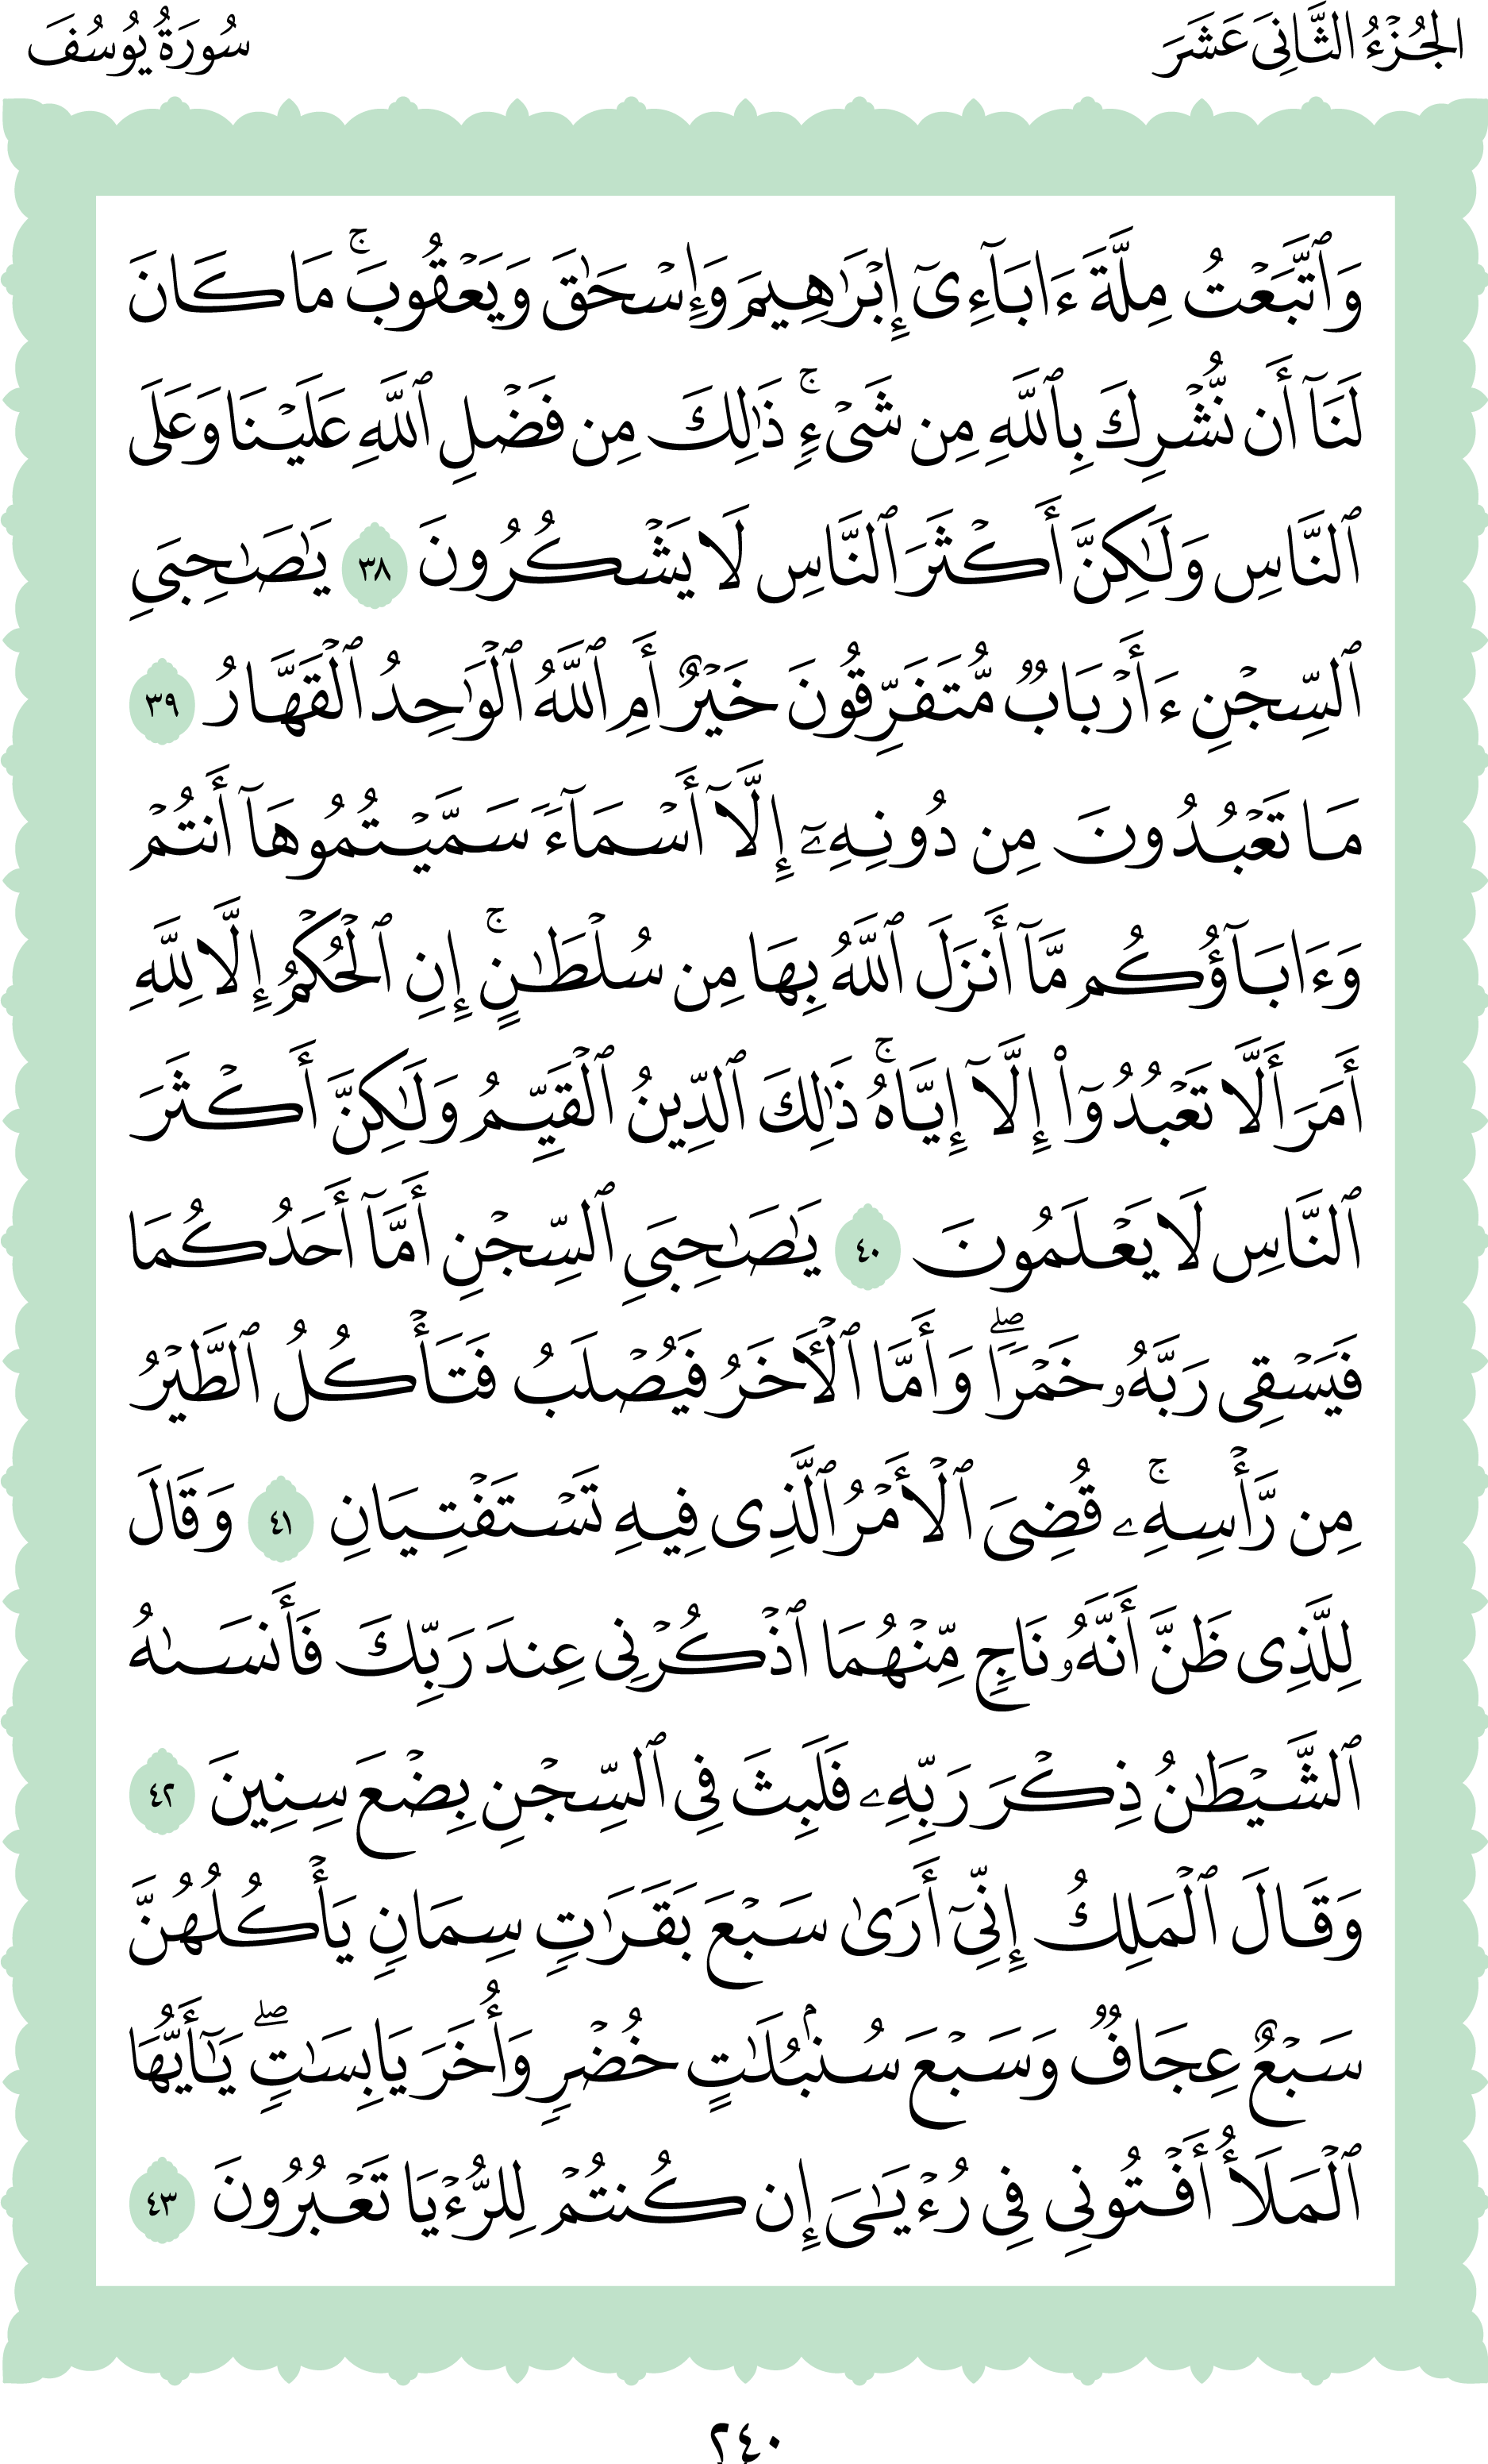 الجُزْءُ الثَّانِيَ عَشَرَ
سُورَةُ يُوسُفَ
وَٱتَّبَعْتُ مِلَّةَ ءَابَآءِىٓ إِبْرَٰهِيمَ وَإِسْحَٰقَ وَيَعْقُوبَۚ مَا كَانَ
لَنَآ أَن نُّشْرِكَ بِٱللَّهِ مِن شَىْءٍۚ ذَٰلِكَ مِن فَضْلِ ٱللَّهِ عَلَيْنَا وَعَلَى
ٱلنَّاسِ وَلَٰكِنَّ أَكْثَرَ ٱلنَّاسِ لَا يَشْكُرُونَ ٣٨ يَٰصَٰحِبَىِ
ٱلسِّجْنِ ءَأَرْبَابٌ مُّتَفَرِّقُونَ خَيْرٌ أَمِ ٱللَّهُ ٱلْوَٰحِدُ ٱلْقَهَّارُ ٣٩
مَا تَعْبُدُونَ مِن دُونِهِۦٓ إِلَّآ أَسْمَآءً سَمَّيْتُمُوهَآ أَنتُمْ
وَءَابَآؤُكُم مَّآ أَنزَلَ ٱللَّهُ بِهَا مِن سُلْطَٰنٍۚ إِنِ ٱلْحُكْمُ إِلَّا لِلَّهِ
أَمَرَ أَلَّا تَعْبُدُوٓا۟ إِلَّآ إِيَّاهُۚ ذَٰلِكَ ٱلدِّينُ ٱلْقَيِّمُ وَلَٰكِنَّ أَكْثَرَ
ٱلنَّاسِ لَا يَعْلَمُونَ ٤٠ يَٰصَٰحِبَىِ ٱلسِّجْنِ أَمَّآ أَحَدُكُمَا
فَيَسْقِى رَبَّهُۥ خَمْرًاۖ وَأَمَّا ٱلْأَخَرُ فَيُصْلَبُ فَتَأْكُلُ ٱلطَّيْرُ
مِن رَّأْسِهِۦۚ قُضِىَ ٱلْأَمْرُ ٱلَّذِى فِيهِ تَسْتَفْتِيَانِ ٤١ وَقَالَ
لِلَّذِى ظَنَّ أَنَّهُۥ نَاجٍ مِّنْهُمَا ٱذْكُرْنِى عِندَ رَبِّكَ فَأَنسَىٰهُ
ٱلشَّيْطَٰنُ ذِكْرَ رَبِّهِۦ فَلَبِثَ فِى ٱلسِّجْنِ بِضْعَ سِنِينَ ٤٢
وَقَالَ ٱلْمَلِكُ إِنِّىٓ أَرَىٰ سَبْعَ بَقَرَٰتٍ سِمَانٍ يَأْكُلُهُنَّ
سَبْعٌ عِجَافٌ وَسَبْعَ سُنۢبُلَٰتٍ خُضْرٍ وَأُخَرَ يَابِسَٰتٍۖ يَٰٓأَيُّهَا
ٱلْمَلَأُ أَفْتُونِى فِى رُءْيَٰىَ إِن كُنتُمْ لِلرُّءْيَا تَعْبُرُونَ ٤٣
٢٤٠